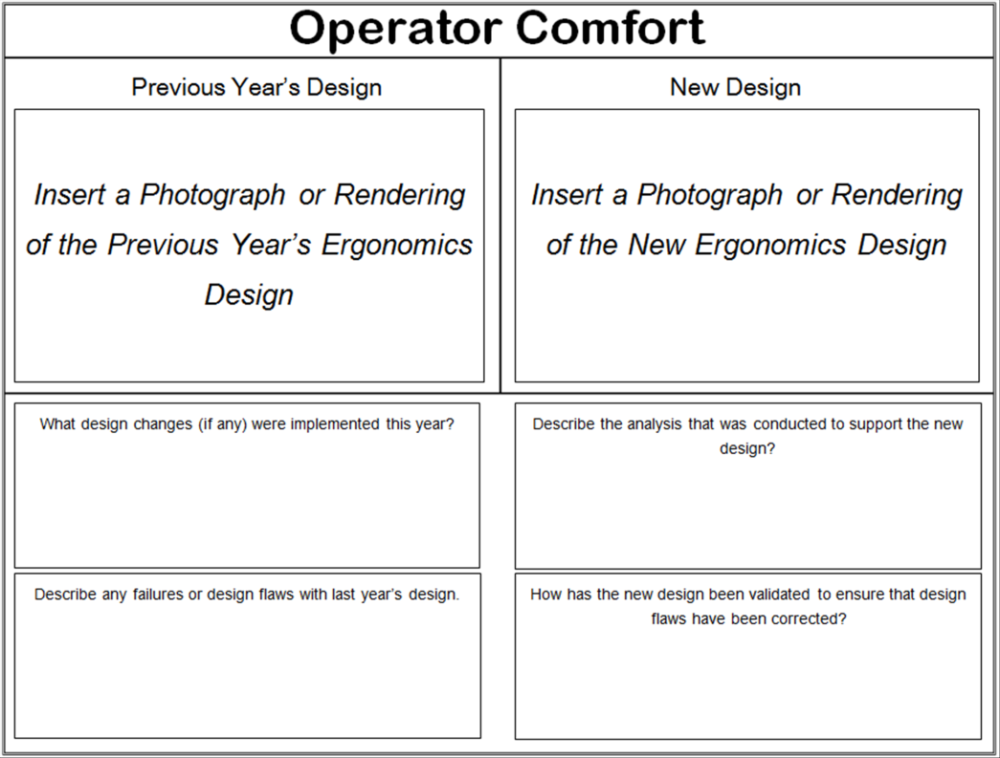 Operator Comfort
Previous Year’s Design
New Design
Insert a Photograph or Rendering
of the Previous Year’s Ergonomics
Design
Insert a Photograph or Rendering
of the New Ergonomics Design
What design changes (if any) were implemented this year?
Describe the analysis that was conducted to support the new
design?
Describe any failures or design flaws with last year’s design.
How has the new design been validated to ensure that design
flaws have been corrected?